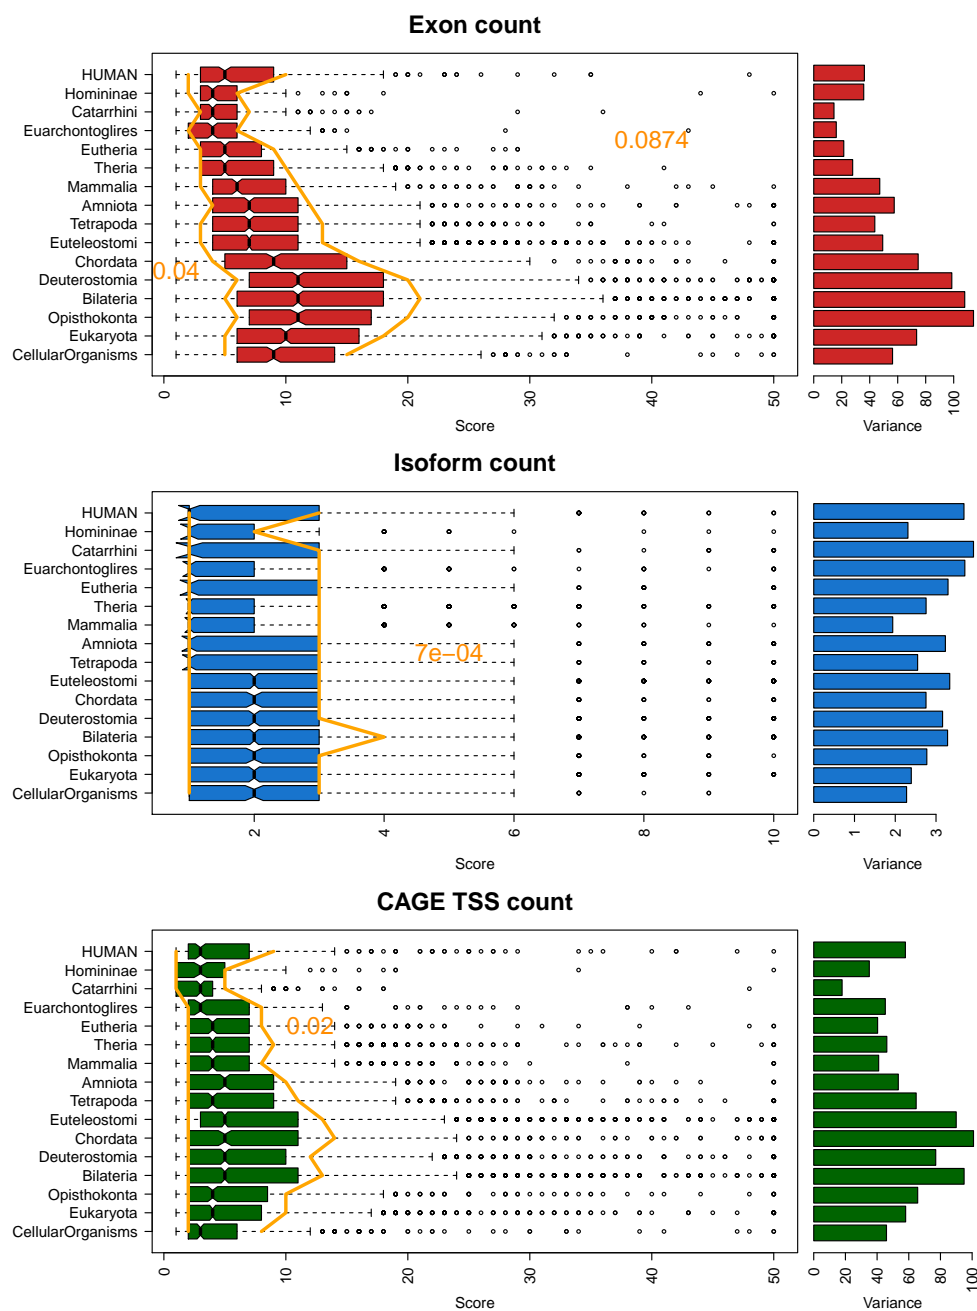 Exon count
HUMAN
Homininae
Catarrhini
Euarchontoglires
Eutheria
Theria
Mammalia
Amniota
Tetrapoda
Euteleostomi
Chordata
Deuterostomia
Bilateria
Opisthokonta
Eukaryota
CellularOrganisms
0.0874
0.04
0 10 20 30 40 50
Score
0 20 40 60 80 100
Variance
Isoform count
HUMAN
Homininae
Catarrhini
Euarchontoglires
Eutheria
Theria
Mammalia
Amniota
Tetrapoda
Euteleostomi
Chordata
Deuterostomia
Bilateria
Opisthokonta
Eukaryota
CellularOrganisms
7e−04
2 4 6 8 10
Score
0 1 2 3
Variance
CAGE TSS count
HUMAN
Homininae
Catarrhini
Euarchontoglires
Eutheria
Theria
Mammalia
Amniota
Tetrapoda
Euteleostomi
Chordata
Deuterostomia
Bilateria
Opisthokonta
Eukaryota
CellularOrganisms
0.02
0 10 20 30 40 50
Score
0 20 40 60 80 100
Variance